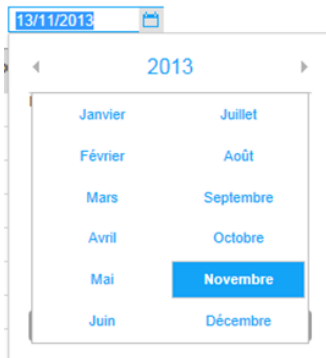 13/11/2013
2013
Janvier Juillet
Février Août
Mars Septembre
Avril Octobre
Mai Novembre
Juin Décembre